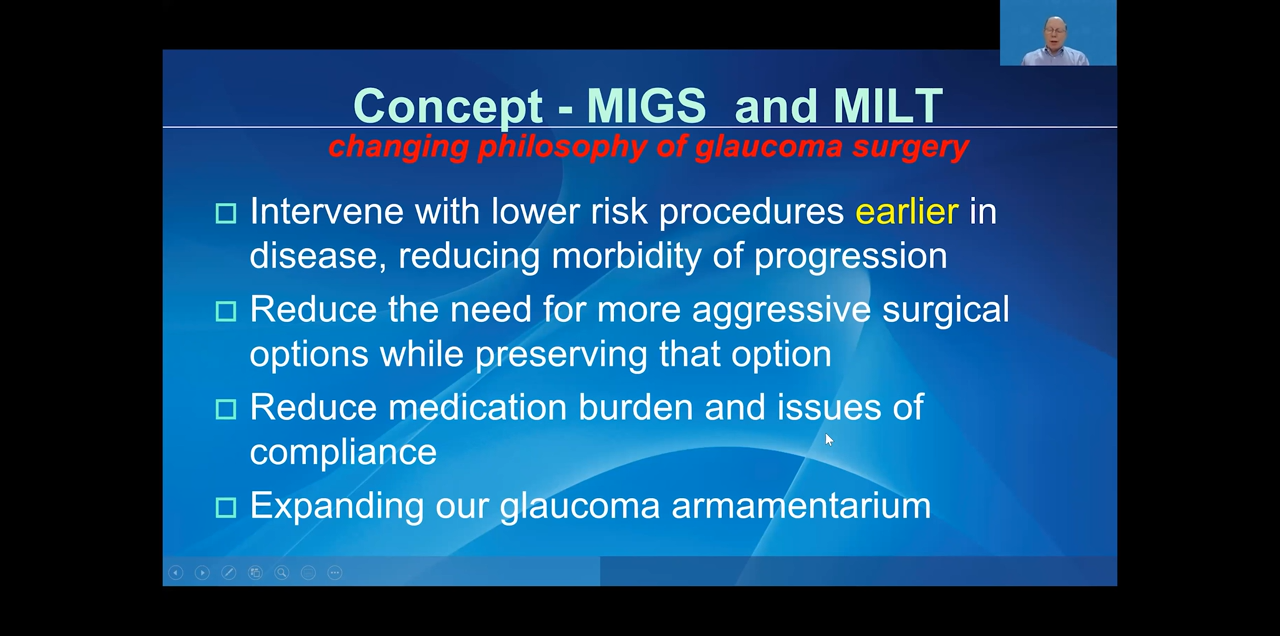 Concept - MIGS and MILT
changing philosophy of glaucoma surgery
Intervene with lower risk procedures earlier in
disease, reducing morbidity of progression
Reduce the need for more aggressive surgical
options while preserving that option
Reduce medication burden and issues of
compliance
Expanding our glaucoma armamentarium